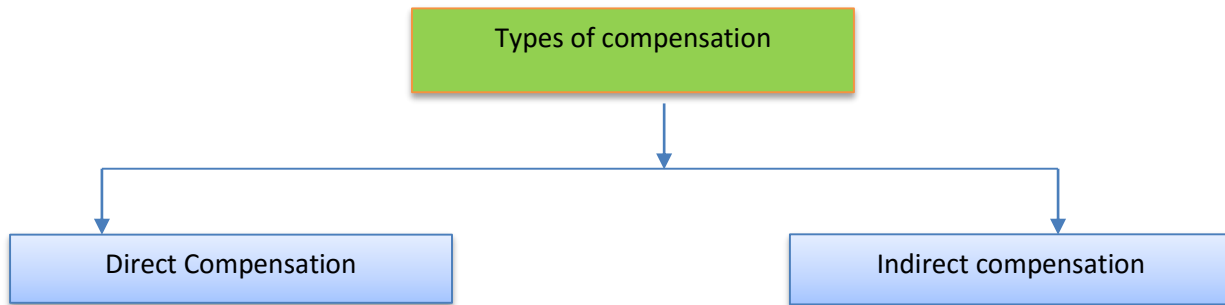 Types of compensation
Direct Compensation
Indirect compensation